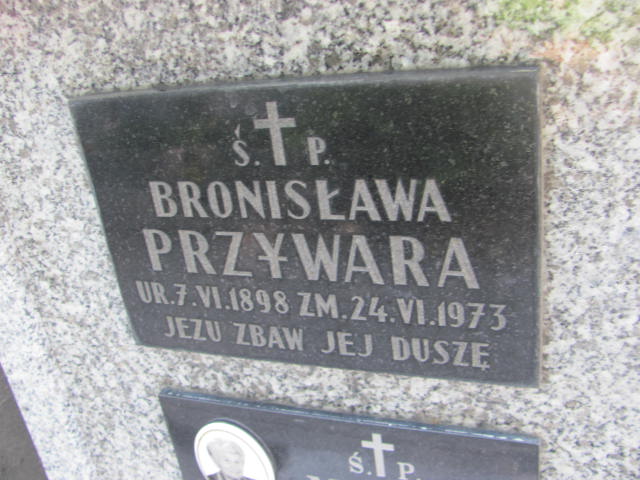 Ś. P.
BRONISŁAWA
PRZYWARA
UR.7.VI.1898 ZM.24.VI.1973
JEZU ZBAW JEJ DUSZĘ
Ś. P.